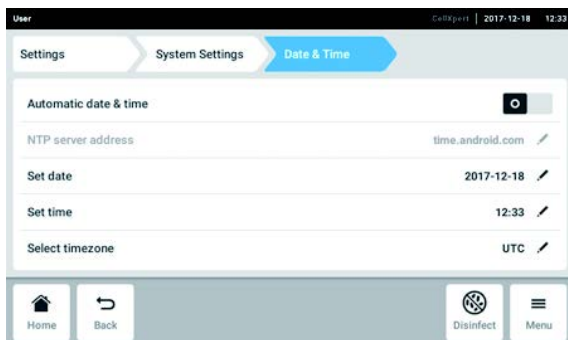 User CellXpert 2017-12-18 12:33
Settings System Settings Date & Time
Automatic date & time
NTP server address time.android.com
Set date 2017-12-18
Set time 12:33
Select timezone UTC
Home Back Disinfect Menu